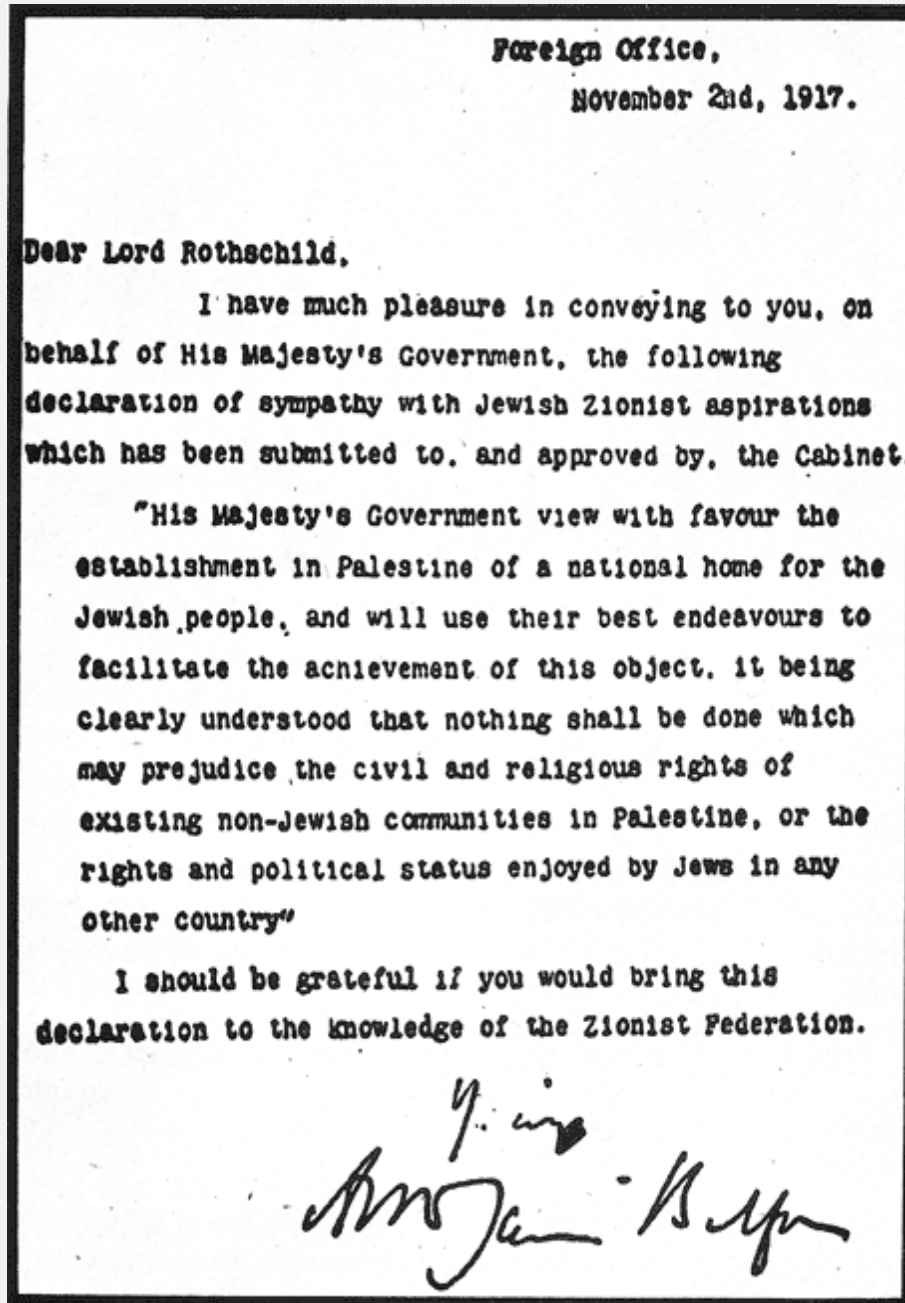 Foreign Office,
November 2nd, 1917.
Dear Lord Rothschild,
I have much pleasure in conveying to you, on
behalf of His Majesty's Government, the following
declaration of sympathy with Jewish Zionist aspirations
which has been submitted to, and approved by, the Cabinet.
"His Majesty's Government view with favour the
establishment in Palestine of a national home for the
Jewish people, and will use their best endeavours to
facilitate the achievement of this object, it being
clearly understood that nothing shall be done which
may prejudice the civil and religious rights of
existing non-Jewish communities in Palestine, or the
rights and political status enjoyed by Jews in any
other country"
I should be grateful if you would bring this
declaration to the knowledge of the Zionist Federation.
Balfour